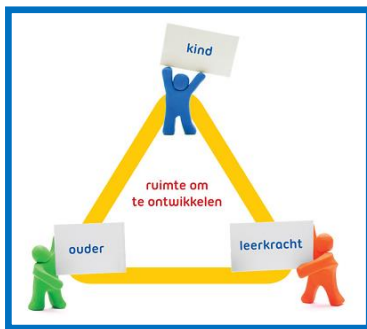 kind
ruimte om
te ontwikkelen
ouder
leerkracht